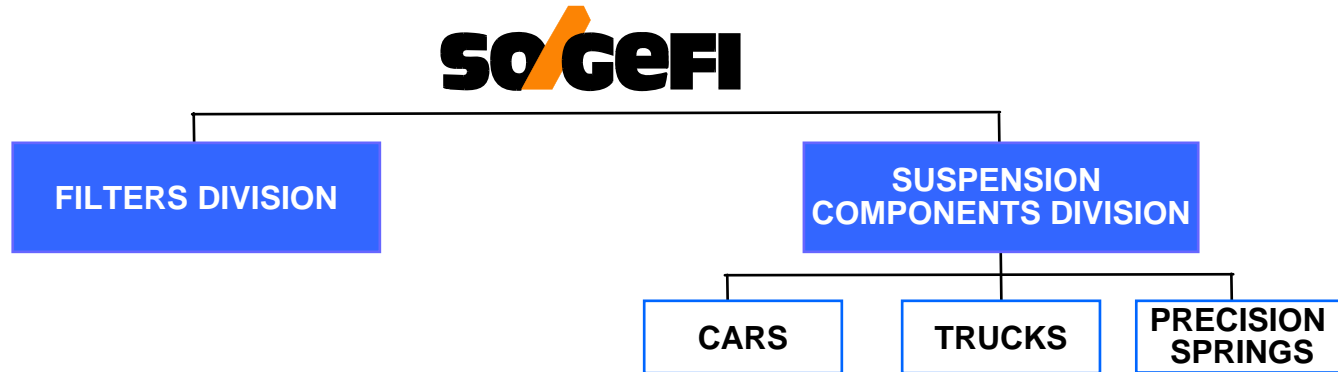 SOGEFI
FILTERS DIVISION
SUSPENSION
COMPONENTS DIVISION
CARS
TRUCKS
PRECISION
SPRINGS